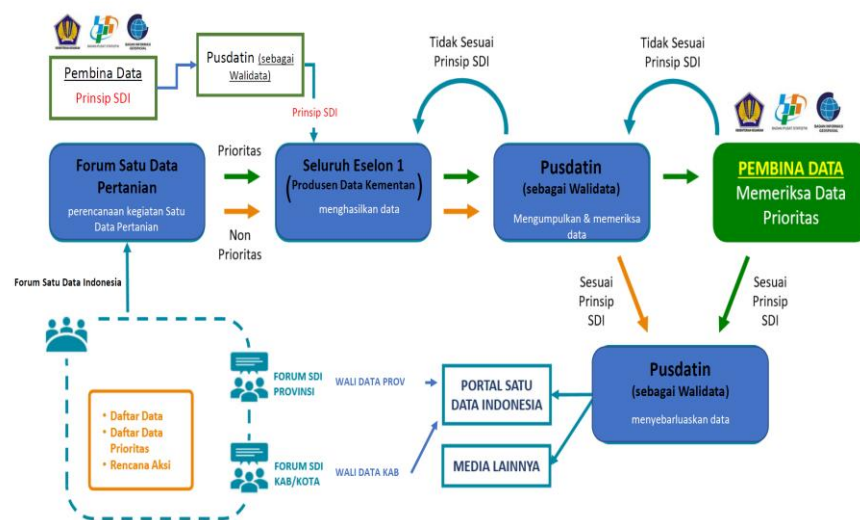 Pembina Data
Prinsip SDI
Pusdatin (sebagai
Walidata)
Prinsip SDI
Tidak Sesuai
Prinsip SDI
Tidak Sesuai
Prinsip SDI
Forum Satu Data
Pertanian
perencanaan kegiatan Satu
Data Pertanian
Prioritas
Non
Prioritas
Seluruh Eselon 1
(Produsen Data Kementan)
menghasilkan data
Pusdatin
(sebagai Walidata)
Mengumpulkan & memeriksa
data
PEMBINA DATA
Memeriksa Data
Prioritas
Forum Satu Data Indonesia
Sesuai
Prinsip
SDI
Sesuai
Prinsip
SDI
Pusdatin
(sebagai Walidata)
menyebarluaskan data
• Daftar Data
• Daftar Data
Prioritas
• Rencana Aksi
FORUM SDI
PROVINSI
WALI DATA PROV
FORUM SDI
KAB/KOTA
WALI DATA KAB
PORTAL SATU
DATA INDONESIA
MEDIA LAINNYA